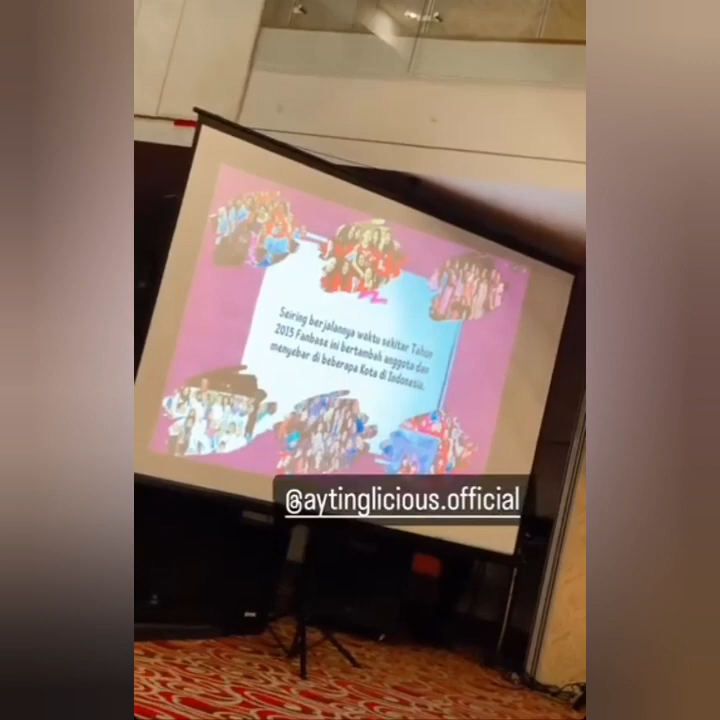 Seiring berjalannya waktu sekitar Tahun
2015 Fanbase ini bertambah anggota dan
menyebar di beberapa Kota di Indonesia.
@aytinglicious.official